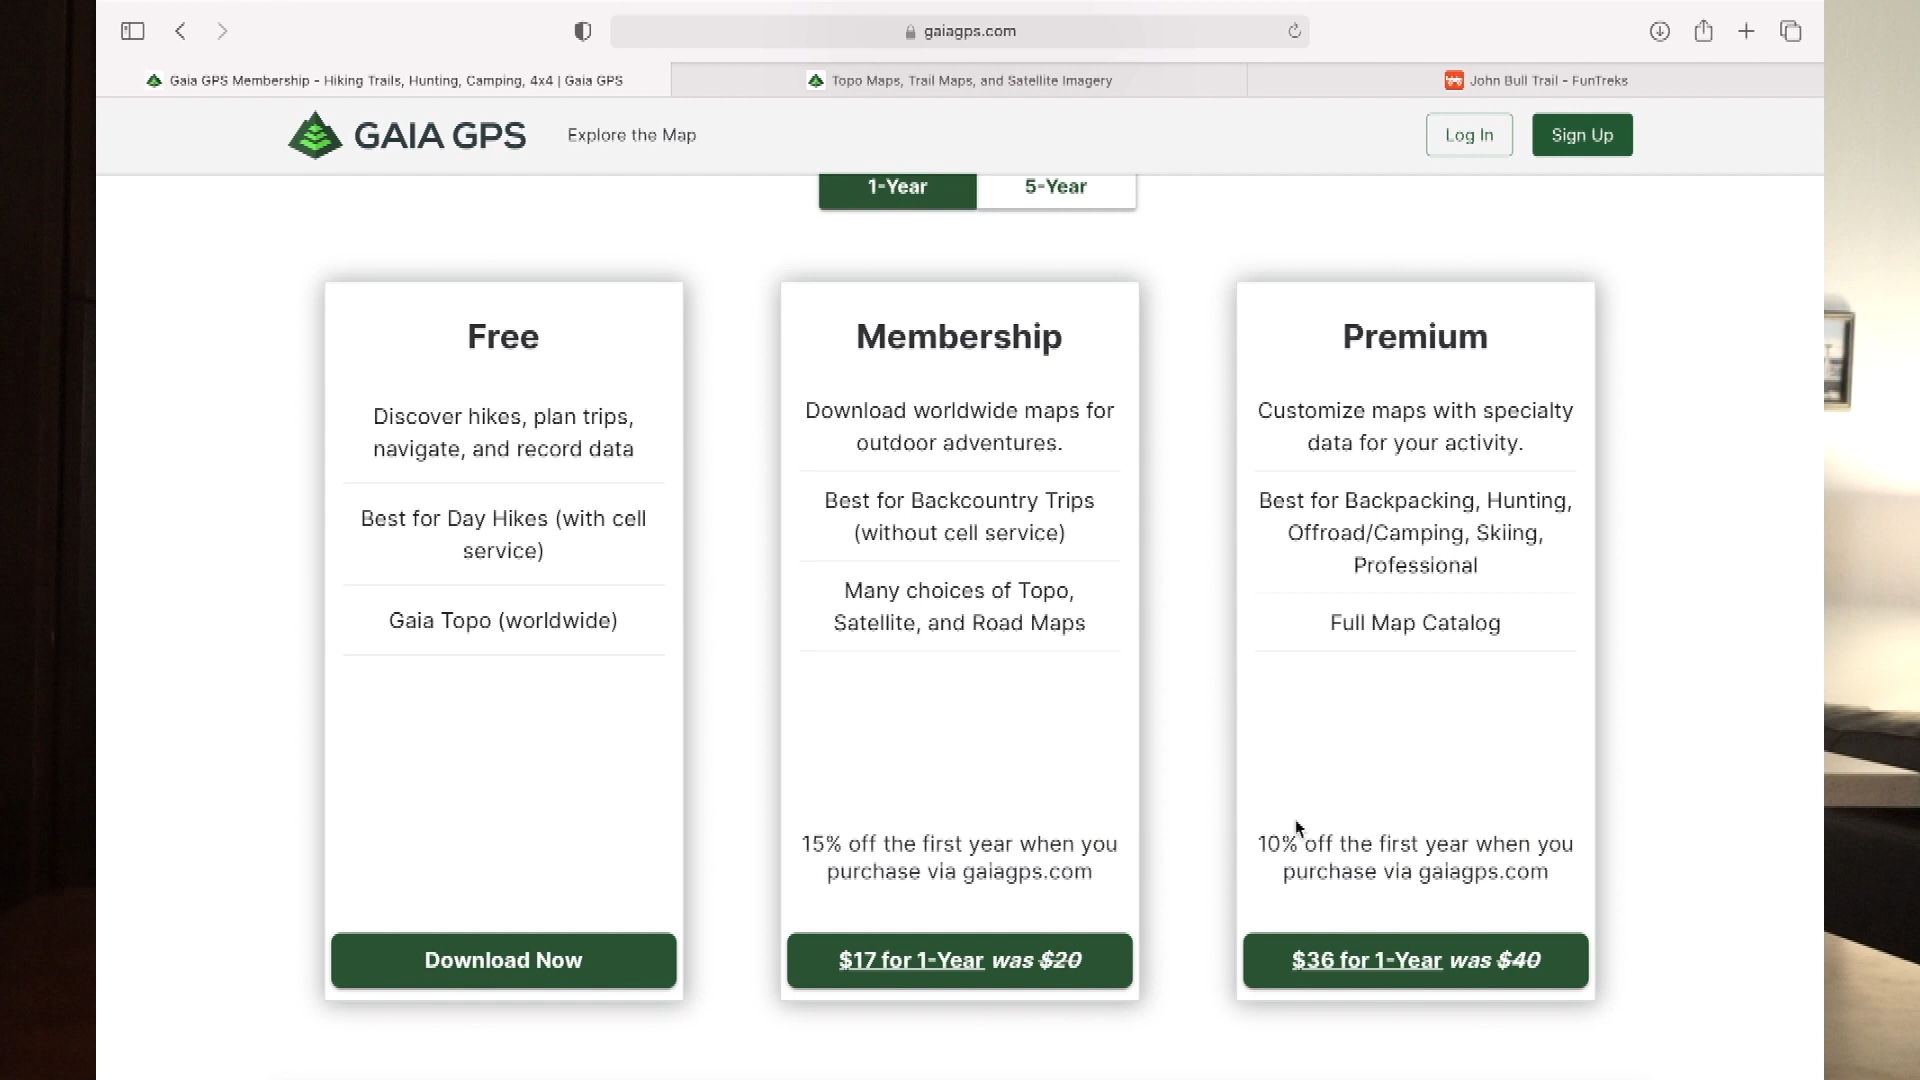 gaiagps.com
Gaia GPS Membership - Hiking Trails, Hunting, Camping, 4x4 | Gaia GPS
Topo Maps, Trail Maps, and Satellite Imagery
John Bull Trail - FunTreks
GAIA GPS
Explore the Map
Log In
Sign Up
1-Year
5-Year
Free
Discover hikes, plan trips,
navigate, and record data
Best for Day Hikes (with cell
service)
Gaia Topo (worldwide)
Download Now
Membership
Download worldwide maps for
outdoor adventures.
Best for Backcountry Trips
(without cell service)
Many choices of Topo,
Satellite, and Road Maps
15% off the first year when you
purchase via gaiagps.com
$17 for 1-Year was $20
Premium
Customize maps with specialty
data for your activity.
Best for Backpacking, Hunting,
Offroad/Camping, Skiing,
Professional
Full Map Catalog
10% off the first year when you
purchase via gaiagps.com
$36 for 1-Year was $40